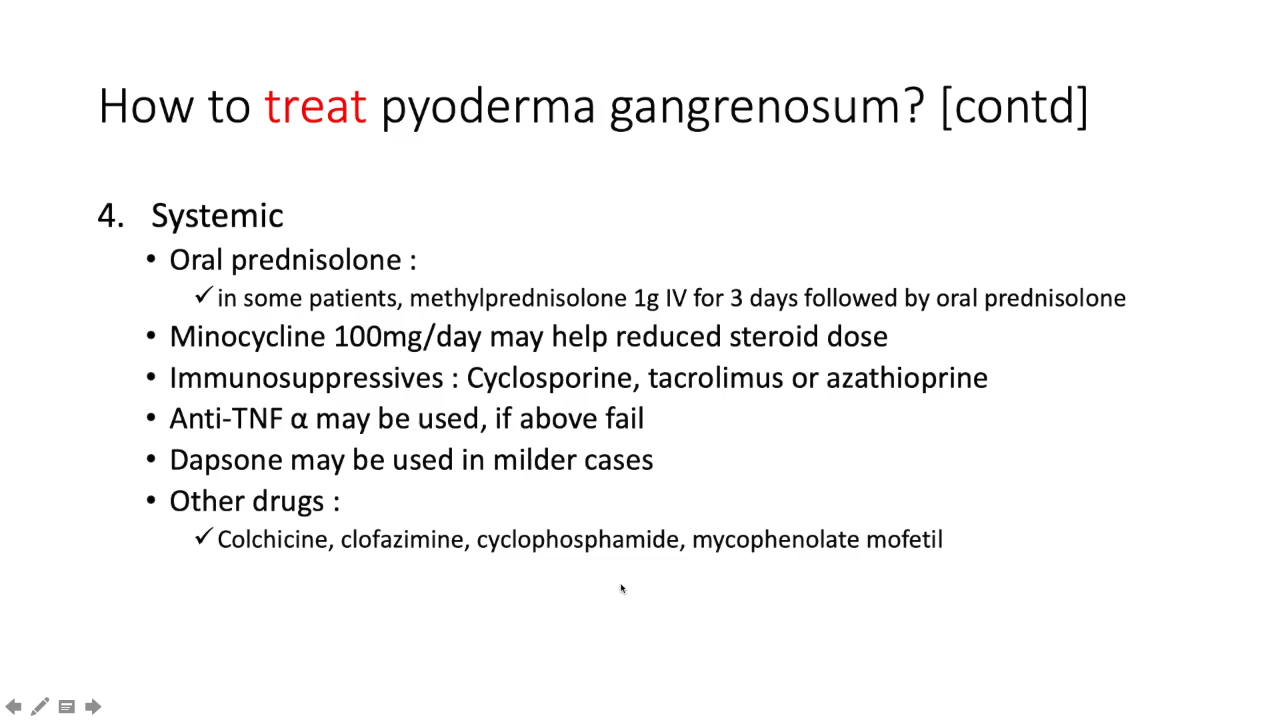 How to treat pyoderma gangrenosum? [contd]
4. Systemic
• Oral prednisolone :
✓in some patients, methylprednisolone 1g IV for 3 days followed by oral prednisolone
• Minocycline 100mg/day may help reduced steroid dose
• Immunosuppressives : Cyclosporine, tacrolimus or azathioprine
• Anti-TNF α may be used, if above fail
• Dapsone may be used in milder cases
• Other drugs :
✓Colchicine, clofazimine, cyclophosphamide, mycophenolate mofetil